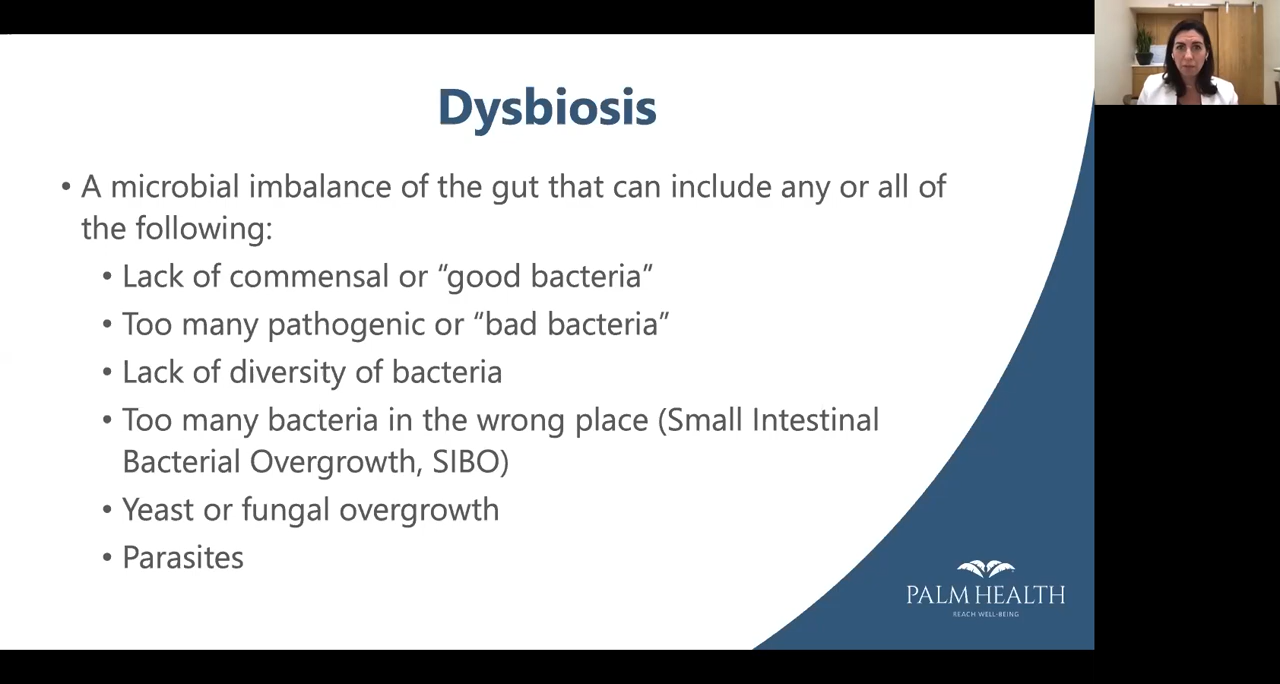 Dysbiosis
• A microbial imbalance of the gut that can include any or all of
the following:
• Lack of commensal or “good bacteria”
• Too many pathogenic or “bad bacteria”
• Lack of diversity of bacteria
• Too many bacteria in the wrong place (Small Intestinal
Bacterial Overgrowth, SIBO)
• Yeast or fungal overgrowth
• Parasites
PALM HEALTH
REACH WELL-BEING